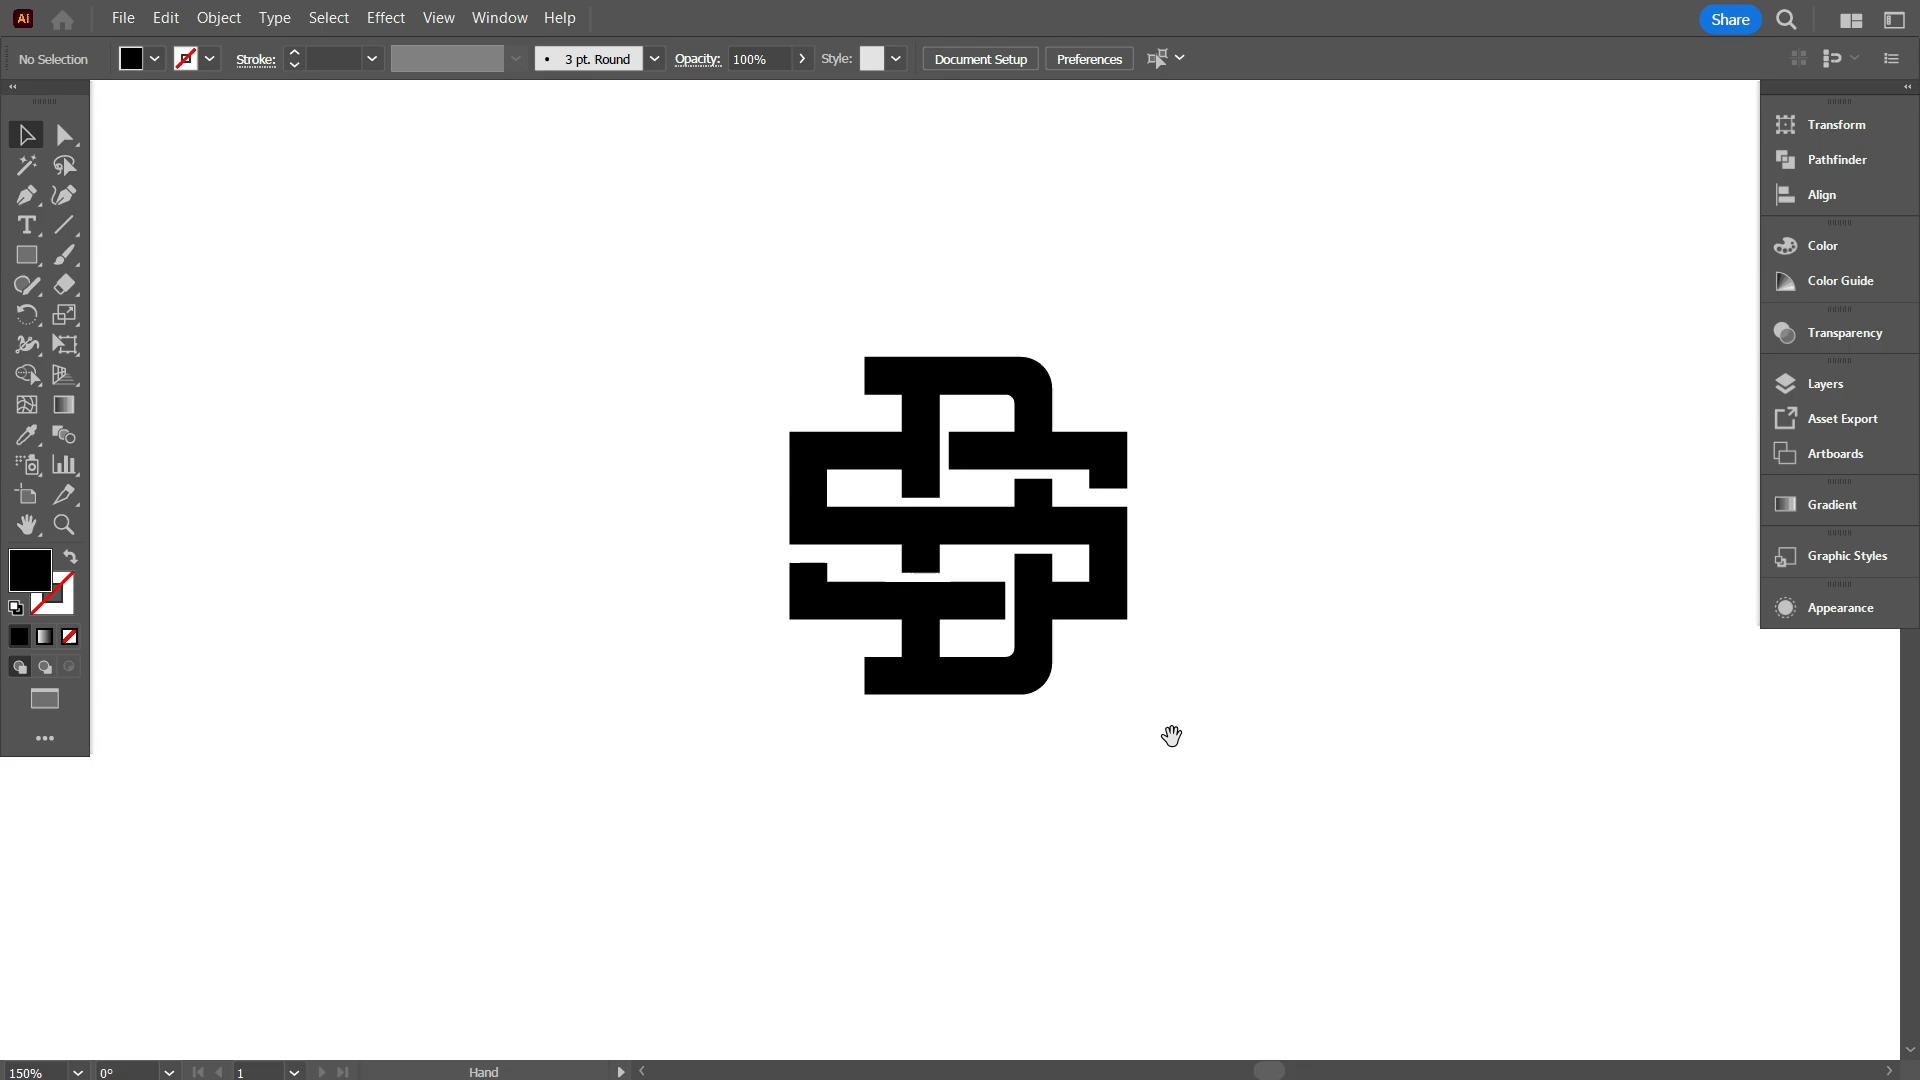 Ai File Edit Object Type Select Effect View Window Help Share
No Selection Stroke: 3 pt. Round Opacity: 100% Style: Document Setup Preferences
Transform
Pathfinder
Align
Color
Color Guide
Transparency
Layers
Asset Export
Artboards
Gradient
Graphic Styles
Appearance
DS
150% 0° 1 Hand